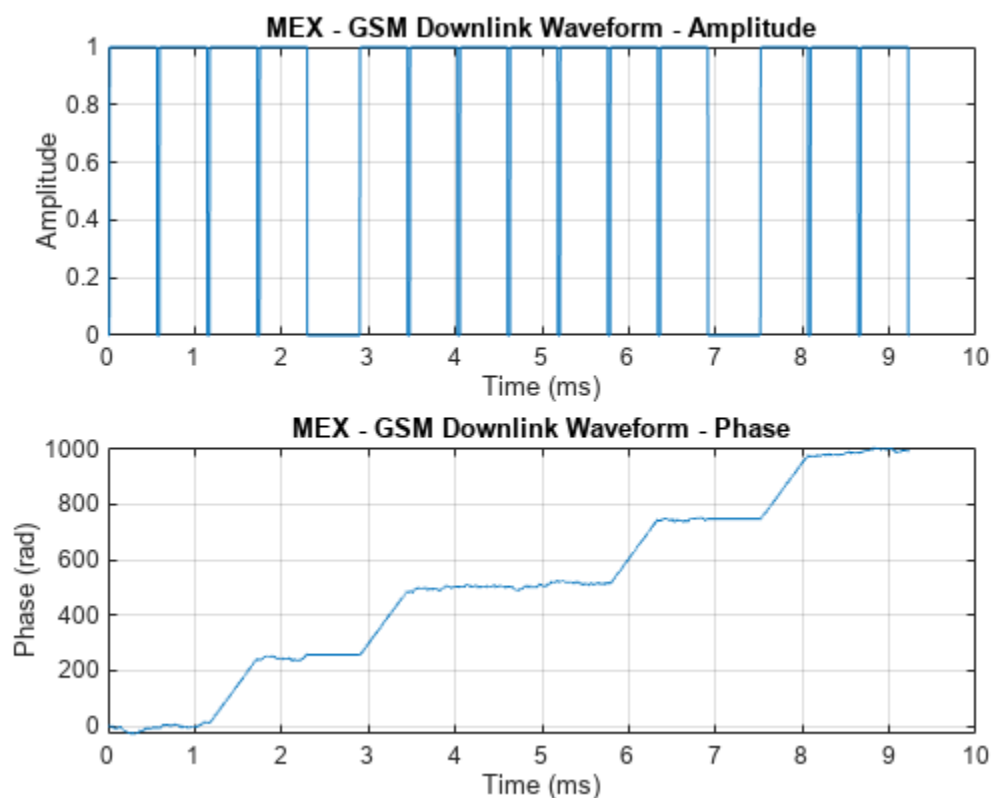 MEX - GSM Downlink Waveform - Amplitude
1
0.8
0.6
0.4
0.2
0
Amplitude
0 1 2 3 4 5 6 7 8 9 10
Time (ms)
MEX - GSM Downlink Waveform - Phase
1000
800
600
400
200
0
Phase (rad)
0 1 2 3 4 5 6 7 8 9 10
Time (ms)